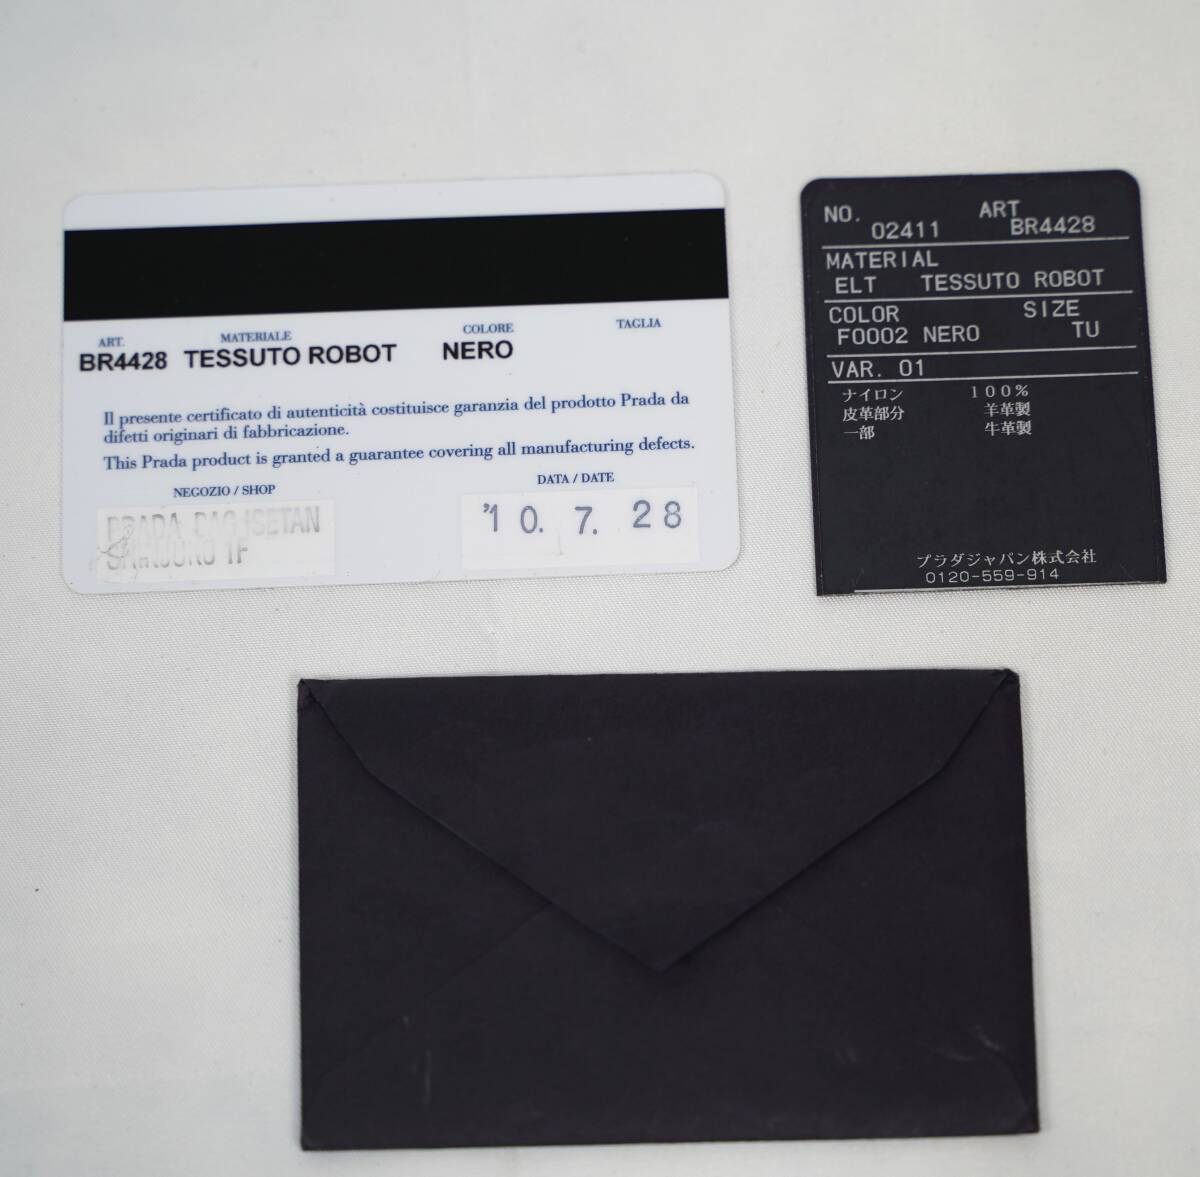 ART. MATERIALE COLORE TAGLIA
BR4428 TESSUTO ROBOT NERO
Il presente certificato di autenticità costituisce garanzia del prodotto Prada da
difetti originari di fabbricazione.
This Prada product is granted a guarantee covering all manufacturing defects.
NEGOZIO / SHOP DATA / DATE
PRADA ISETAN
1F
'10. 7. 28
NO. ART
02411 BR4428
MATERIAL
ELT TESSUTO ROBOT
COLOR SIZE
F0002 NERO TU
VAR. 01
ナイロン 100%
皮革部分 羊革製
一部 牛革製
プラダジャパン株式会社
0120-559-914